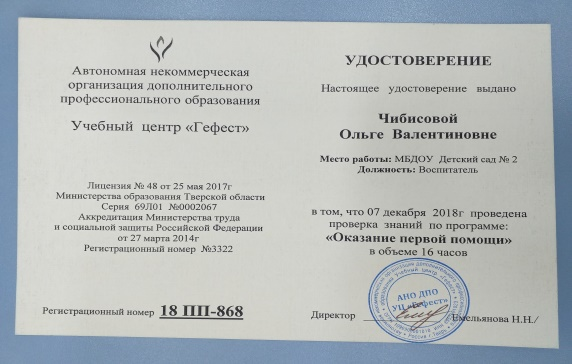 Автономная некоммерческая
организация дополнительного
профессионального образования
Учебный центр «Гефест»
Лицензия № 48 от 25 мая 2017г
Министерства образования Тверской области
Серия 69Л01 №0002067
Аккредитация Министерства труда
и социальной защиты Российской Федерации
от 27 марта 2014г
Регистрационный номер №3322
Регистрационный номер 18 ПП-868
УДОСТОВЕРЕНИЕ
Настоящее удостоверение выдано
Чибисовой
Ольге Валентиновне
Место работы: МБДОУ Детский сад № 2
Должность: Воспитатель
в том, что 07 декабря 2018г проведена
проверка знаний по программе:
«Оказание первой помощи»
в объеме 16 часов
АНО ДПО
УЦ «Гефест»
Директор Емельянова Н.Н./